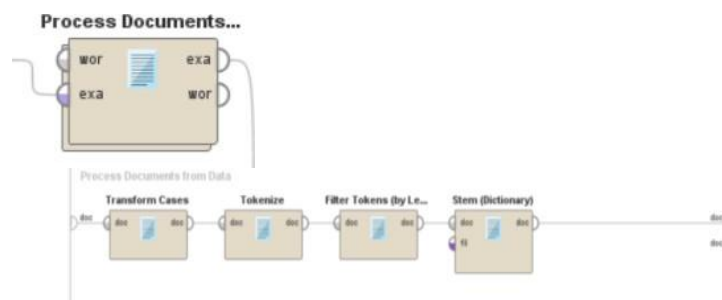 Process Documents...
wor exa
exa wor
Process Documents from Data
Transform Cases Tokenize Filter Tokens (by Le... Stem (Dictionary)
doc doc doc doc doc doc doc doc doc doc
fil doc